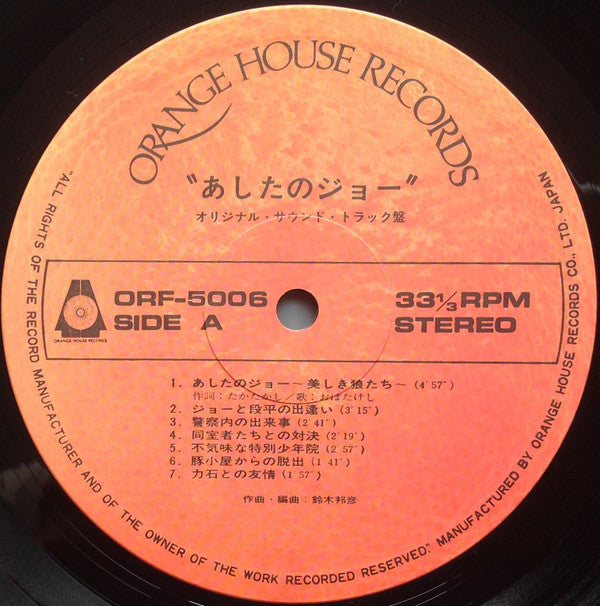 ORANGE HOUSE RECORDS
"あしたのジョー"
オリジナル・サウンド・トラック盤
ORF-5006
SIDE A
33 1/3 RPM
STEREO
ORANGE HOUSE RECORDS
1. あしたのジョー〜美しき狼たち〜 (4'57")
作詞:たかたかし/歌:おぼたけし
2. ジョーと段平の出逢い (3'15")
3. 警察内の出来事 (2'41")
4. 同室者たちとの対決 (2'19")
5. 不気味な特別少年院 (2'57")
6. 豚小屋からの脱出 (1'41")
7. 力石との友情 (1'57")
作曲・編曲:鈴木邦彦
"ALL RIGHTS OF THE RECORD MANUFACTURER AND OF THE OWNER OF THE WORK RECORDED RESERVED." MANUFACTURED BY ORANGE HOUSE RECORDS CO., LTD. JAPAN